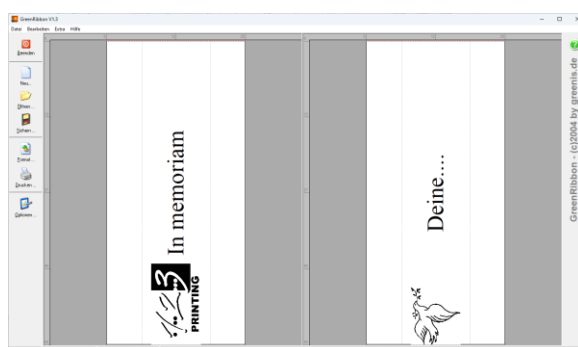 GreenRibbon V1.3
Datei Bearbeiten Extra Hilfe
Beenden
Neu...
Öffnen...
Sichern...
Format...
Drucken...
Optionen...
In memoriam
PRINTING
Deine....
GreenRibbon - (c)2004 by greenis.de